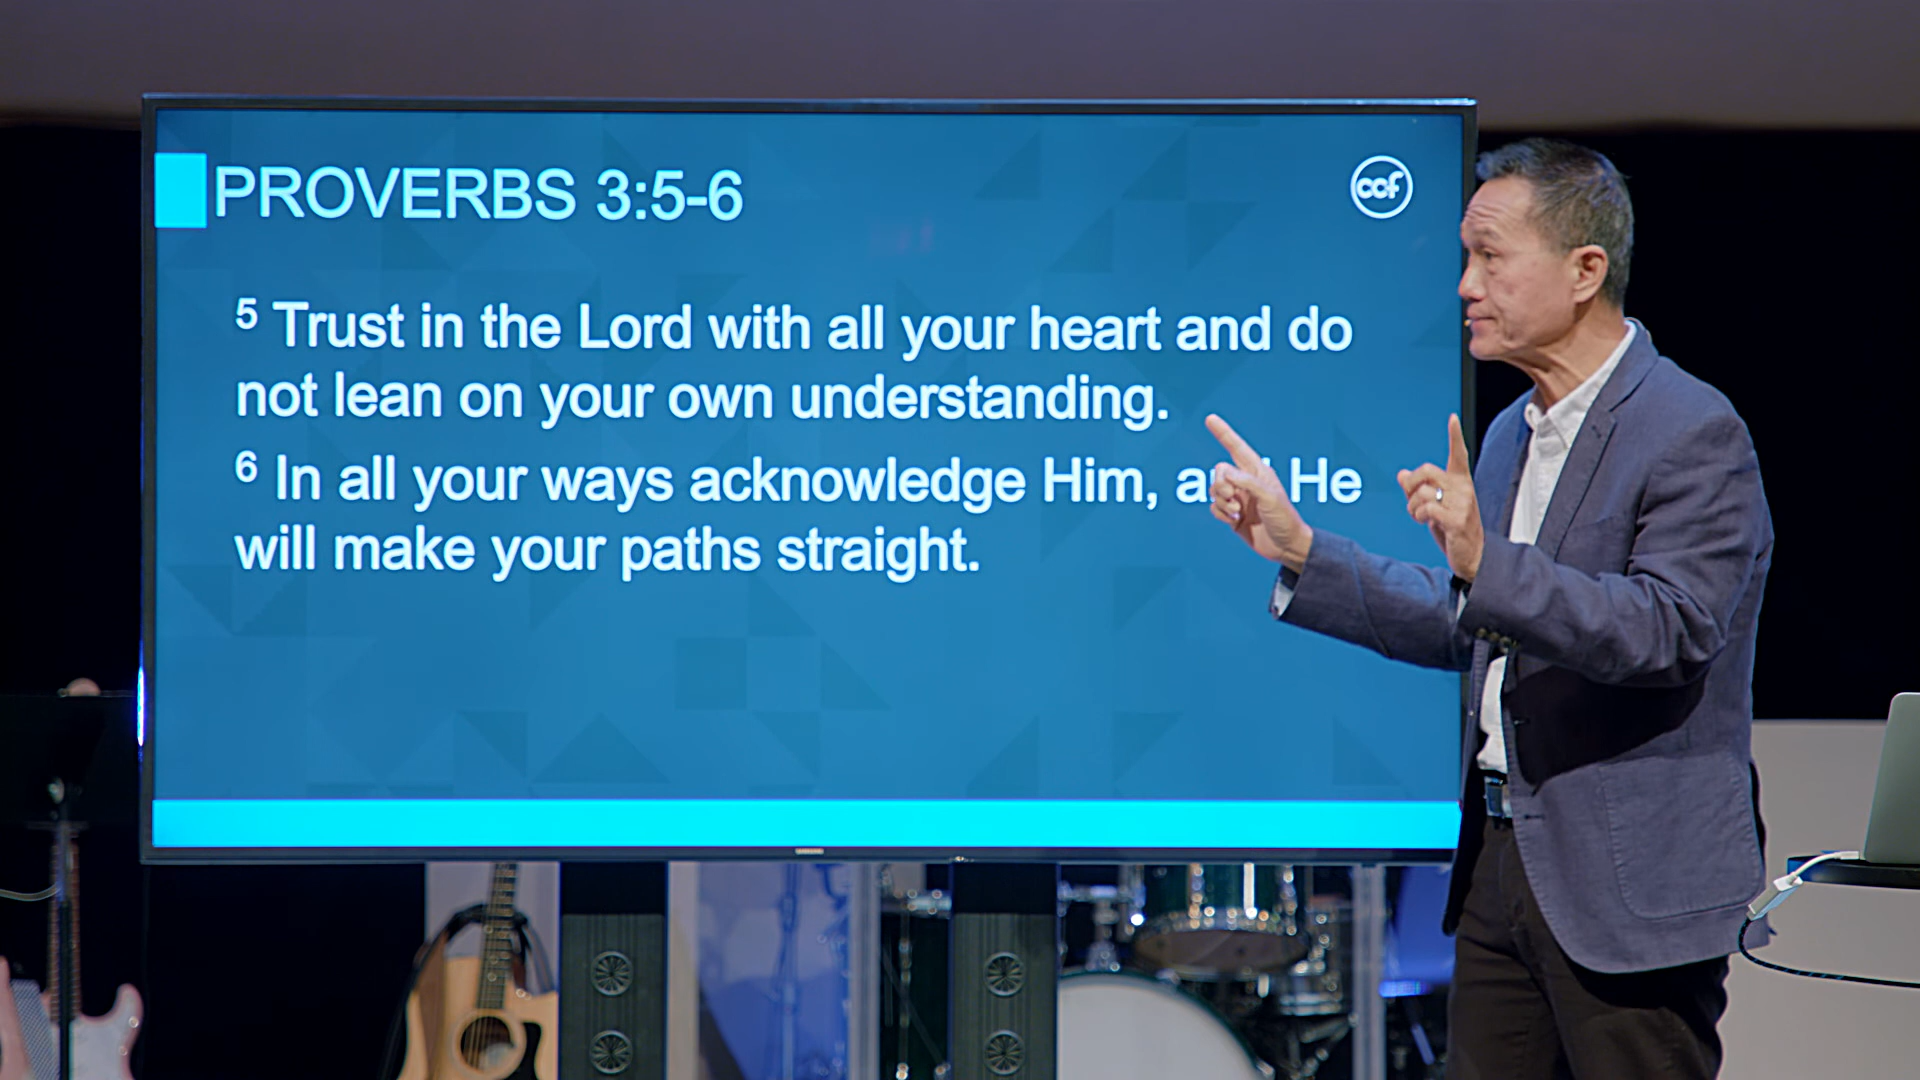 PROVERBS 3:5-6
ccf
5 Trust in the Lord with all your heart and do
not lean on your own understanding.
6 In all your ways acknowledge Him, and He
will make your paths straight.